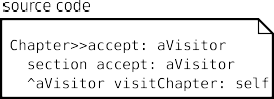 source code
Chapter>>accept: aVisitor
section accept: aVisitor
^aVisitor visitChapter: self